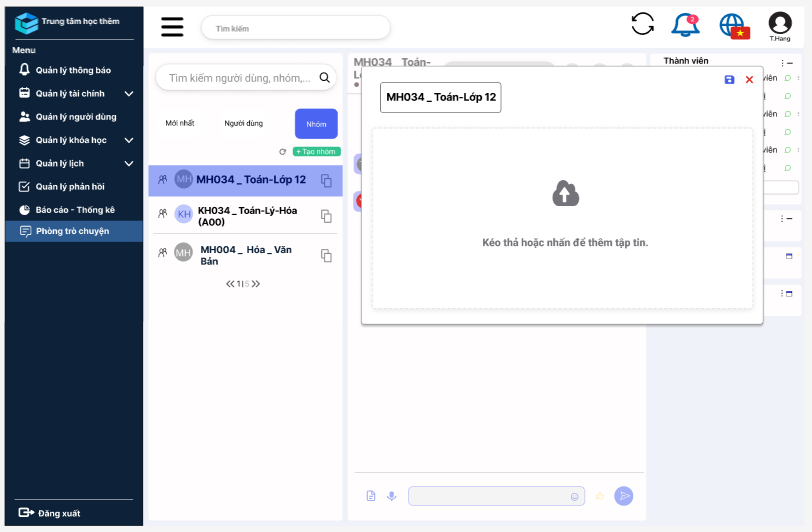 Trung tâm học thêm
Menu
Quản lý thông báo
Quản lý tài chính
Quản lý người dùng
Quản lý khóa học
Quản lý lịch
Quản lý phản hồi
Báo cáo - Thống kê
Phòng trò chuyện
Đăng xuất
Tìm kiếm
2
T.Hang
Tìm kiếm người dùng, nhóm,...
Mới nhất
Người dùng
Nhóm
+ Tạo nhóm
MH
MH034 _ Toán-Lớp 12
KH
KH034 _ Toán-Lý-Hóa
(A00)
MH
MH004 _ Hóa _ Văn
Bản
1|5
MH034 Toán-
MH034 _ Toán-Lớp 12
Kéo thả hoặc nhấn để thêm tập tin.
Thành viên
viên
viên
viên